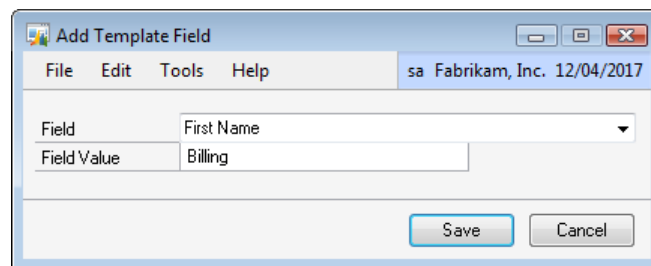 Add Template Field
File Edit Tools Help sa Fabrikam, Inc. 12/04/2017
Field First Name
Field Value Billing
Save Cancel